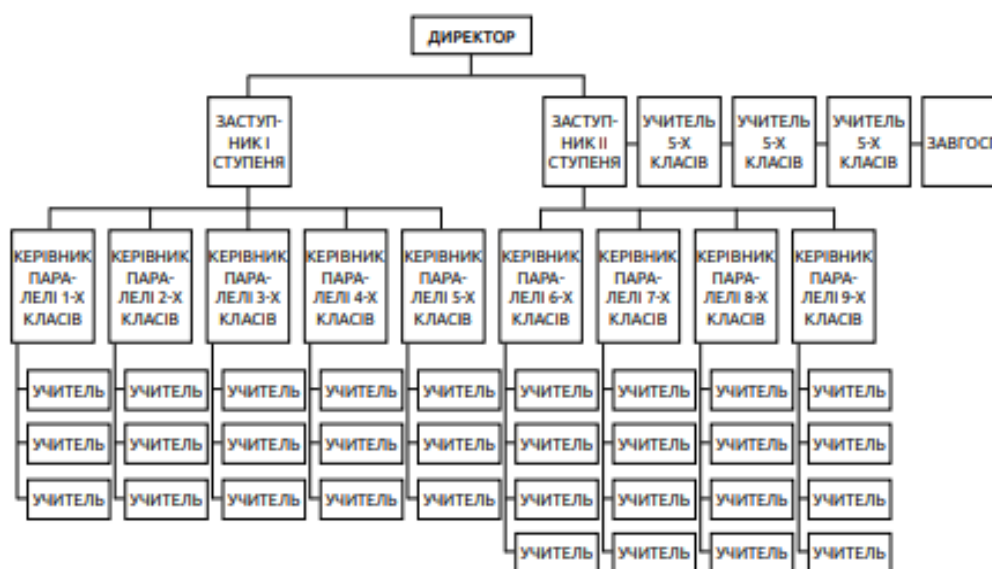 ДИРЕКТОР
ЗАСТУП-
НИК І
СТУПЕНЯ
ЗАСТУП-
НИК ІІ
СТУПЕНЯ
УЧИТЕЛЬ
5-Х
КЛАСІВ
УЧИТЕЛЬ
5-Х
КЛАСІВ
УЧИТЕЛЬ
5-Х
КЛАСІВ
КЕРІВНИК
ПАРА-
ЛЕЛІ 1-Х
КЛАСІВ
КЕРІВНИК
ПАРА-
ЛЕЛІ 2-Х
КЛАСІВ
КЕРІВНИК
ПАРА-
ЛЕЛІ 3-Х
КЛАСІВ
КЕРІВНИК
ПАРА-
ЛЕЛІ 4-Х
КЛАСІВ
КЕРІВНИК
ПАРА-
ЛЕЛІ 5-Х
КЛАСІВ
КЕРІВНИК
ПАРА-
ЛЕЛІ 6-Х
КЛАСІВ
КЕРІВНИК
ПАРА-
ЛЕЛІ 7-Х
КЛАСІВ
КЕРІВНИК
ПАРА-
ЛЕЛІ 8-Х
КЛАСІВ
КЕРІВНИК
ПАРА-
ЛЕЛІ 9-Х
КЛАСІВ
УЧИТЕЛЬ УЧИТЕЛЬ УЧИТЕЛЬ УЧИТЕЛЬ УЧИТЕЛЬ УЧИТЕЛЬ УЧИТЕЛЬ УЧИТЕЛЬ УЧИТЕЛЬ
УЧИТЕЛЬ УЧИТЕЛЬ УЧИТЕЛЬ УЧИТЕЛЬ УЧИТЕЛЬ УЧИТЕЛЬ УЧИТЕЛЬ УЧИТЕЛЬ УЧИТЕЛЬ
УЧИТЕЛЬ УЧИТЕЛЬ УЧИТЕЛЬ УЧИТЕЛЬ УЧИТЕЛЬ УЧИТЕЛЬ УЧИТЕЛЬ УЧИТЕЛЬ УЧИТЕЛЬ
УЧИТЕЛЬ УЧИТЕЛЬ УЧИТЕЛЬ УЧИТЕЛЬ